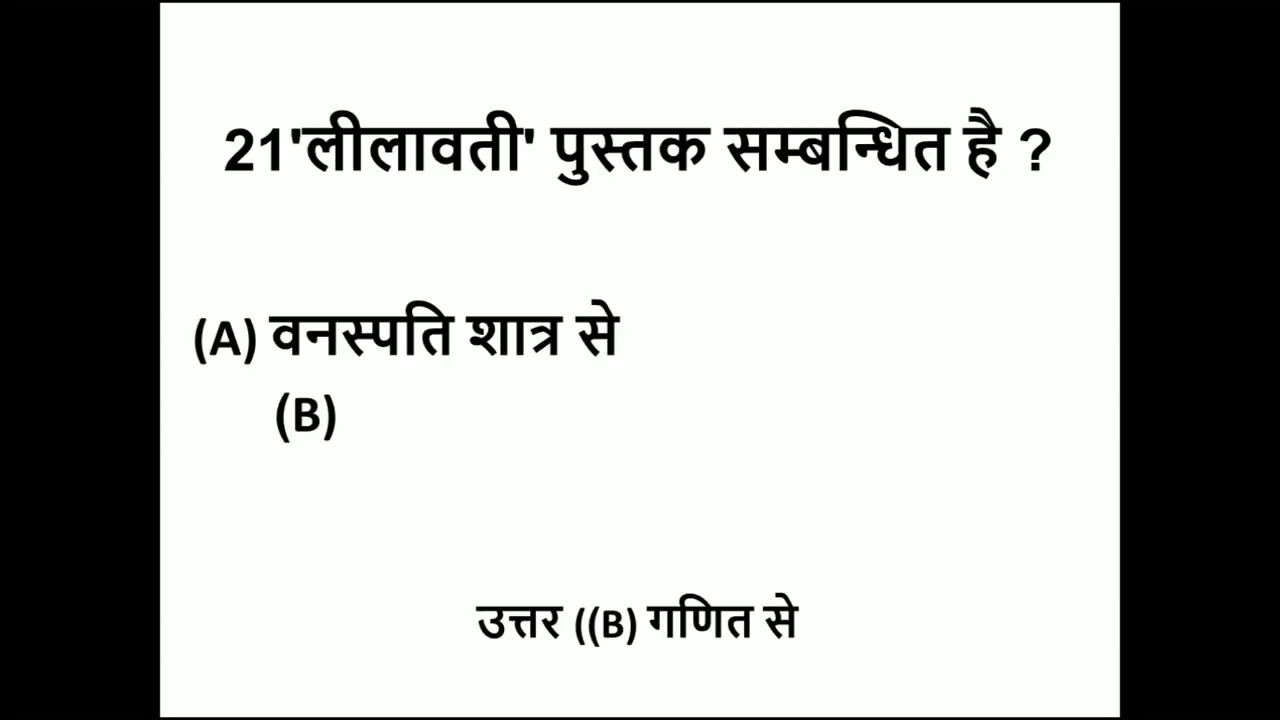 21'लीलावती' पुस्तक सम्बन्धित है ?
(A) वनस्पति शात्र से
(B)
उत्तर ((B) गणित से